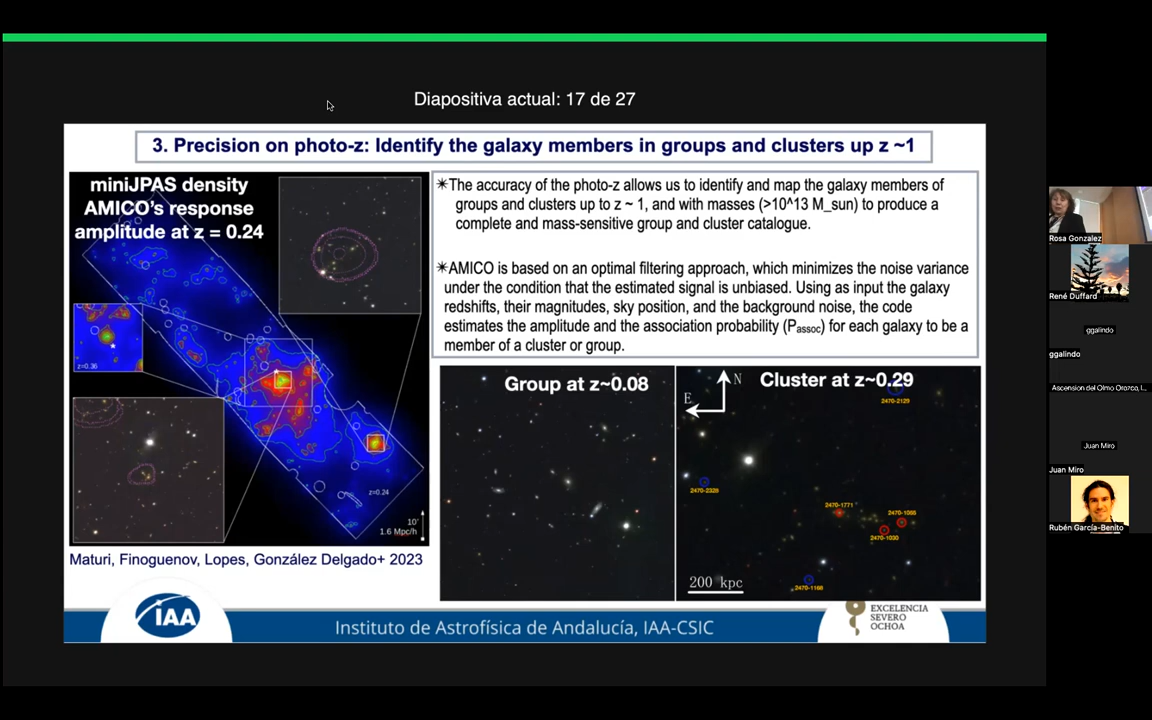 Diapositiva actual: 17 de 27
3. Precision on photo-z: Identify the galaxy members in groups and clusters up z ~1
miniJPAS density
AMICO's response
amplitude at z = 0.24
z=0.36
z=0.24
10'
1.6 Mpc/h
Maturi, Finoguenov, Lopes, González Delgado+ 2023
✴The accuracy of the photo-z allows us to identify and map the galaxy members of
groups and clusters up to z ~ 1, and with masses (>10^13 M_sun) to produce a
complete and mass-sensitive group and cluster catalogue.
✴AMICO is based on an optimal filtering approach, which minimizes the noise variance
under the condition that the estimated signal is unbiased. Using as input the galaxy
redshifts, their magnitudes, sky position, and the background noise, the code
estimates the amplitude and the association probability (Passoc) for each galaxy to be a
member of a cluster or group.
Group at z~0.08
N
E
Cluster at z~0.29
2470-2129
2470-2328
2470-1771
2470-1055
2470-1030
2470-1168
200 kpc
IAA
Instituto de Astrofísica de Andalucía, IAA-CSIC
EXCELENCIA
SEVERO
OCHOA
Rosa Gonzalez
René Duffard
ggalindo
ggalindo
Ascension del Olmo Orozco, I...
Juan Miro
Juan Miro
Rubén García-Benito